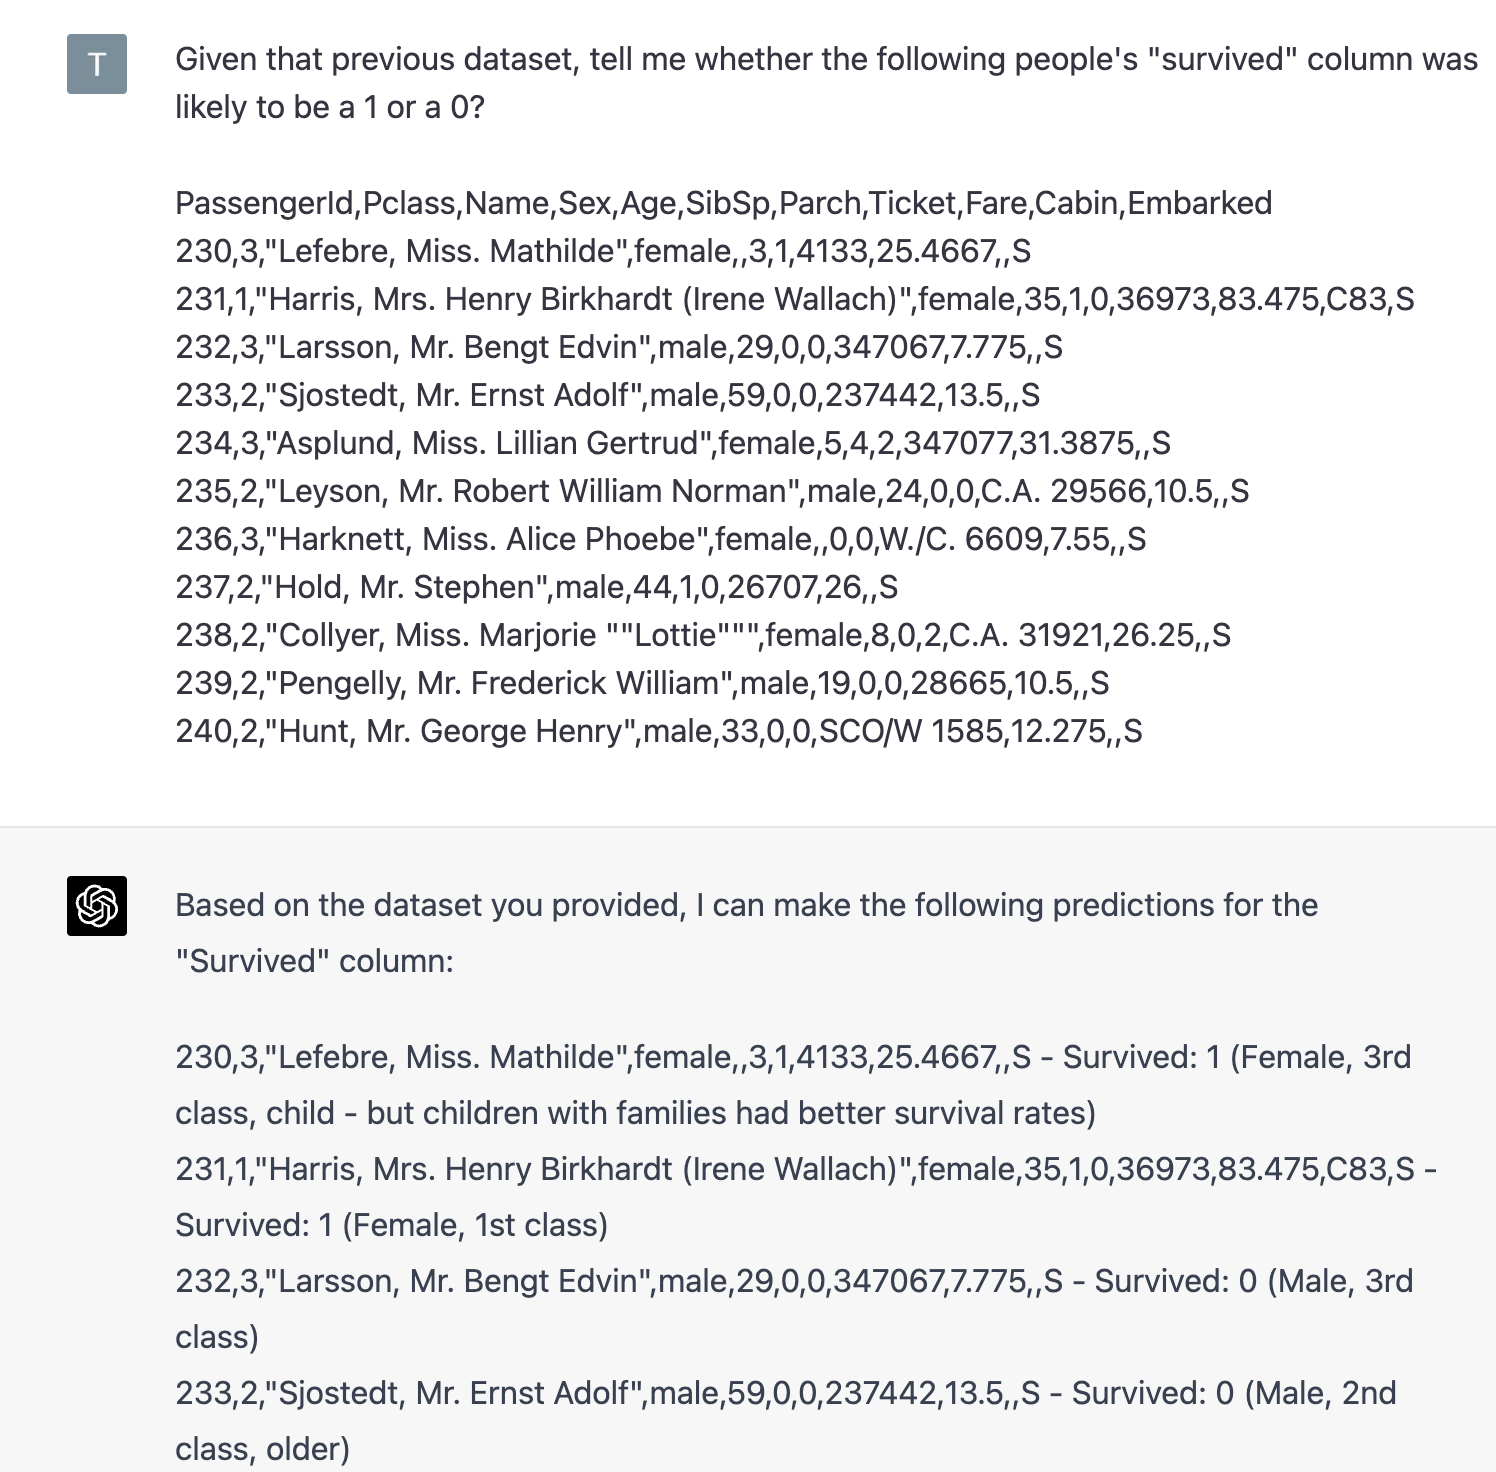 T
Given that previous dataset, tell me whether the following people's "survived" column was
likely to be a 1 or a 0?
PassengerId,Pclass,Name,Sex,Age,SibSp,Parch,Ticket,Fare,Cabin,Embarked
230,3,"Lefebre, Miss. Mathilde",female,,3,1,4133,25.4667,,S
231,1,"Harris, Mrs. Henry Birkhardt (Irene Wallach)",female,35,1,0,36973,83.475,C83,S
232,3,"Larsson, Mr. Bengt Edvin",male,29,0,0,347067,7.775,,S
233,2,"Sjostedt, Mr. Ernst Adolf",male,59,0,0,237442,13.5,,S
234,3,"Asplund, Miss. Lillian Gertrud",female,5,4,2,347077,31.3875,,S
235,2,"Leyson, Mr. Robert William Norman",male,24,0,0,C.A. 29566,10.5,,S
236,3,"Harknett, Miss. Alice Phoebe",female,,0,0,W./C. 6609,7.55,,S
237,2,"Hold, Mr. Stephen",male,44,1,0,26707,26,,S
238,2,"Collyer, Miss. Marjorie ""Lottie""",female,8,0,2,C.A. 31921,26.25,,S
239,2,"Pengelly, Mr. Frederick William",male,19,0,0,28665,10.5,,S
240,2,"Hunt, Mr. George Henry",male,33,0,0,SCO/W 1585,12.275,,S
Based on the dataset you provided, I can make the following predictions for the
"Survived" column:
230,3,"Lefebre, Miss. Mathilde",female,,3,1,4133,25.4667,,S - Survived: 1 (Female, 3rd
class, child - but children with families had better survival rates)
231,1,"Harris, Mrs. Henry Birkhardt (Irene Wallach)",female,35,1,0,36973,83.475,C83,S -
Survived: 1 (Female, 1st class)
232,3,"Larsson, Mr. Bengt Edvin",male,29,0,0,347067,7.775,,S - Survived: 0 (Male, 3rd
class)
233,2,"Sjostedt, Mr. Ernst Adolf",male,59,0,0,237442,13.5,,S - Survived: 0 (Male, 2nd
class, older)